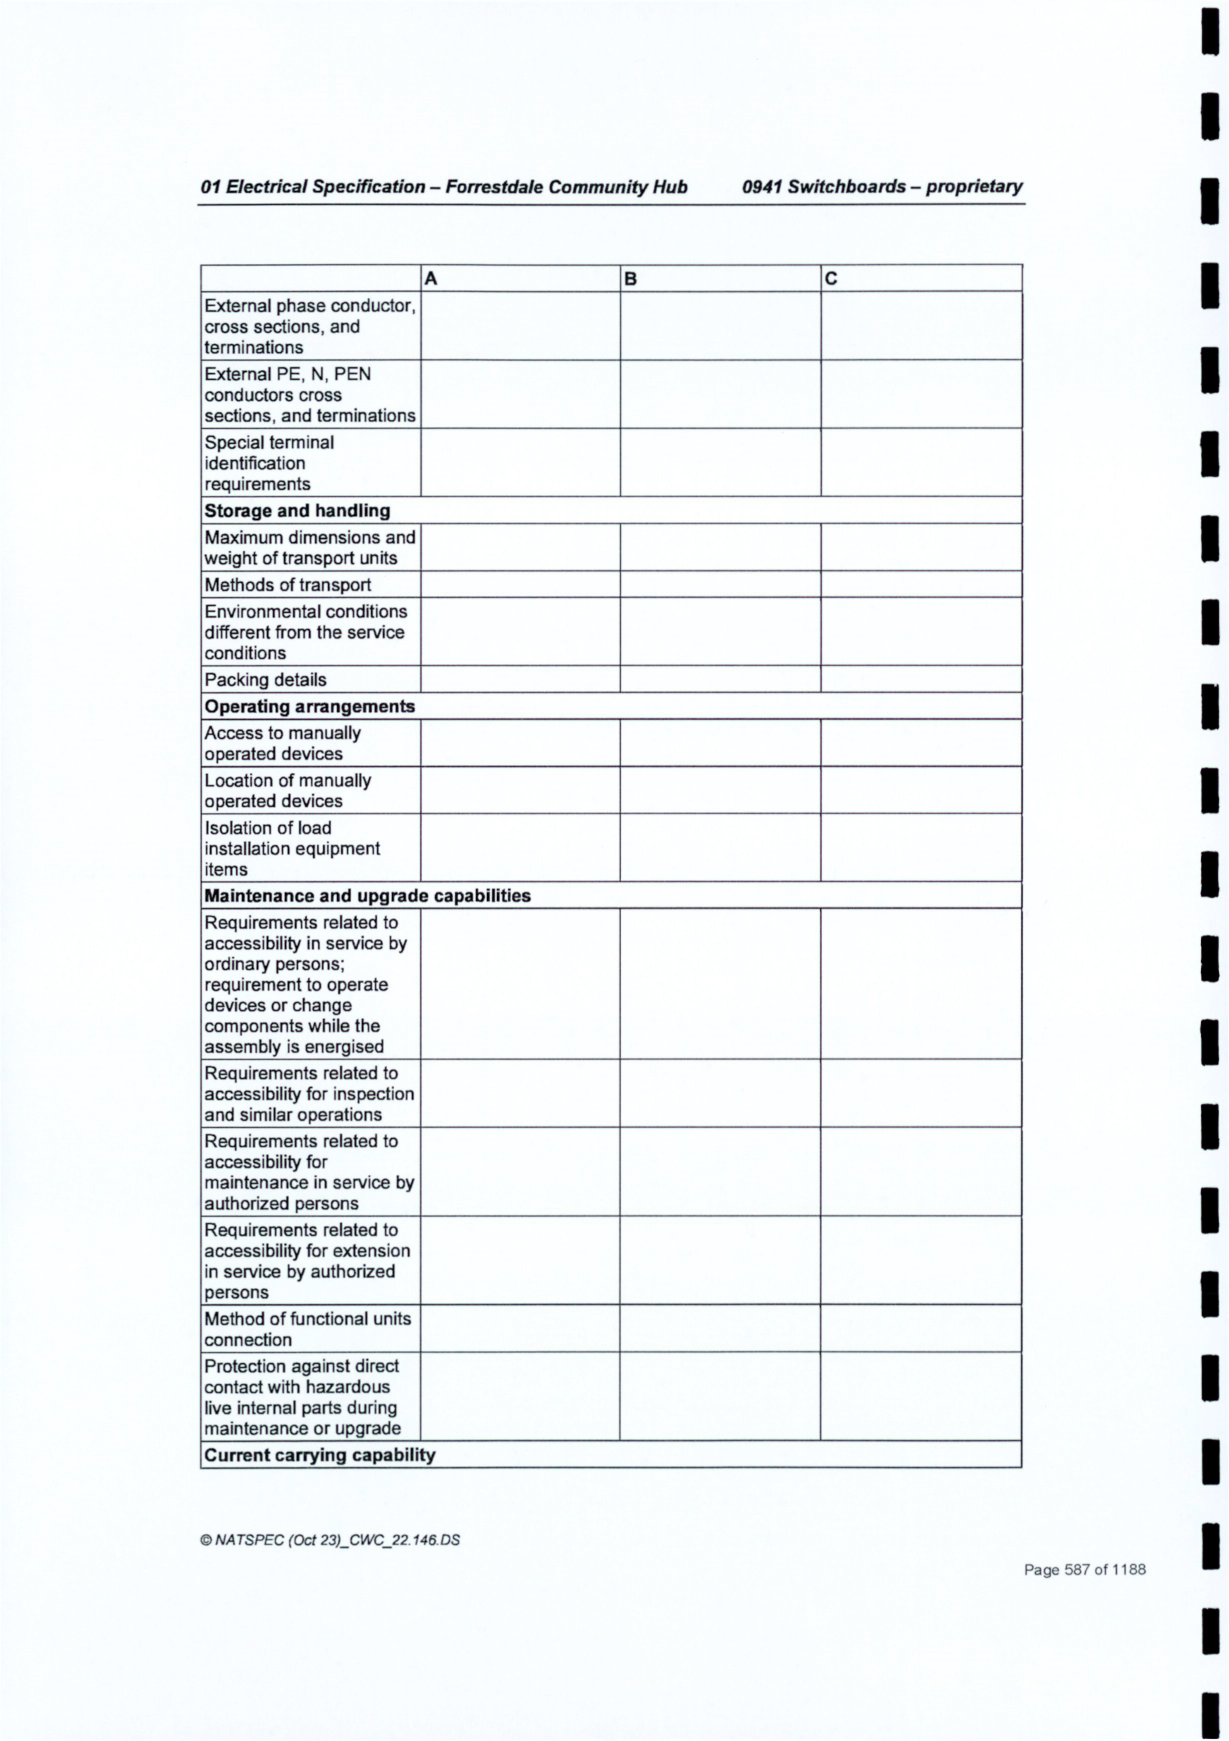 01 Electrical Specification – Forrestdale Community Hub 0941 Switchboards – proprietary
A B C
External phase conductor,
cross sections, and
terminations
External PE, N, PEN
conductors cross
sections, and terminations
Special terminal
identification
requirements
Storage and handling
Maximum dimensions and
weight of transport units
Methods of transport
Environmental conditions
different from the service
conditions
Packing details
Operating arrangements
Access to manually
operated devices
Location of manually
operated devices
Isolation of load
installation equipment
items
Maintenance and upgrade capabilities
Requirements related to
accessibility in service by
ordinary persons;
requirement to operate
devices or change
components while the
assembly is energised
Requirements related to
accessibility for inspection
and similar operations
Requirements related to
accessibility for
maintenance in service by
authorized persons
Requirements related to
accessibility for extension
in service by authorized
persons
Method of functional units
connection
Protection against direct
contact with hazardous
live internal parts during
maintenance or upgrade
Current carrying capability
© NATSPEC (Oct 23)_CWC_22.146.DS
Page 587 of 1188